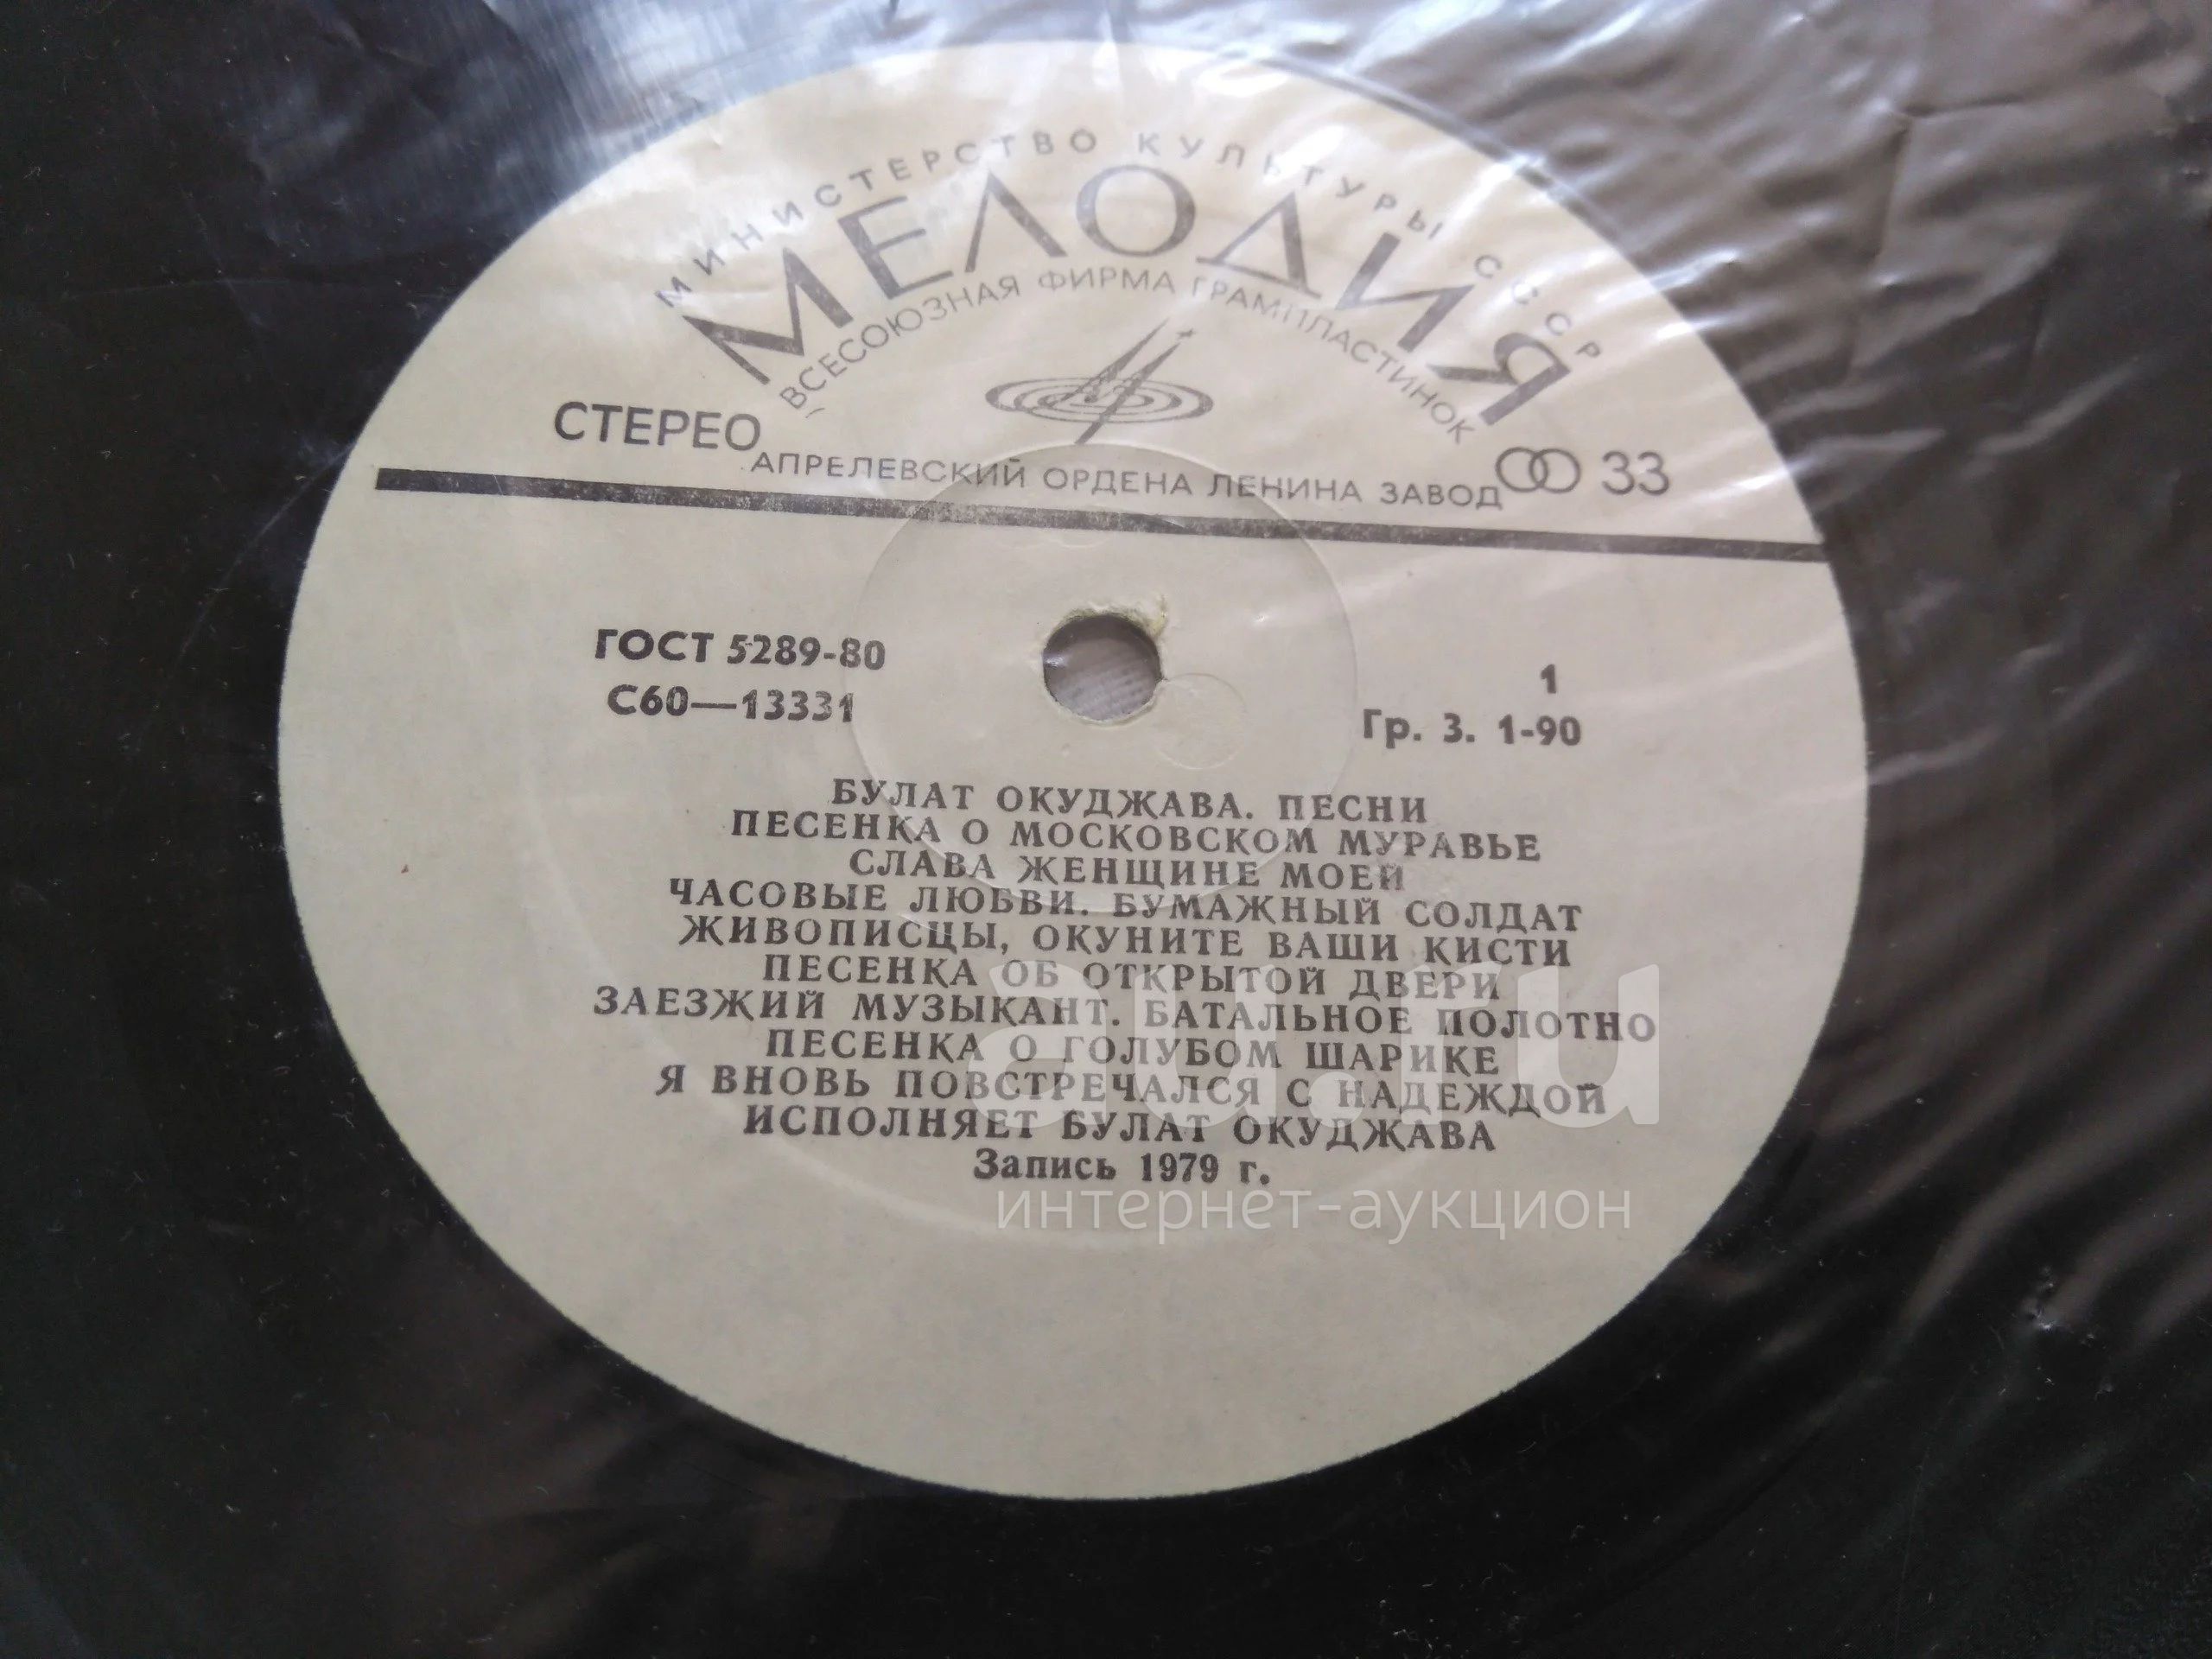 МИНИСТЕРСТВО КУЛЬТУРЫ СССР
МЕЛОДИЯ
ВСЕСОЮЗНАЯ ФИРМА ГРАМПЛАСТИНОК
СТЕРЕО
33
АПРЕЛЕВСКИЙ ОРДЕНА ЛЕНИНА ЗАВОД
ГОСТ 5289-80
С60—13331
1
Гр. 3. 1-90
БУЛАТ ОКУДЖАВА. ПЕСНИ
ПЕСЕНКА О МОСКОВСКОМ МУРАВЬЕ
СЛАВА ЖЕНЩИНЕ МОЕЙ
ЧАСОВЫЕ ЛЮБВИ. БУМАЖНЫЙ СОЛДАТ
ЖИВОПИСЦЫ, ОКУНИТЕ ВАШИ КИСТИ
ПЕСЕНКА ОБ ОТКРЫТОЙ ДВЕРИ
ЗАЕЗЖИЙ МУЗЫКАНТ. БАТАЛЬНОЕ ПОЛОТНО
ПЕСЕНКА О ГОЛУБОМ ШАРИКЕ
Я ВНОВЬ ПОВСТРЕЧАЛСЯ С НАДЕЖДОЙ
ИСПОЛНЯЕТ БУЛАТ ОКУДЖАВА
Запись 1979 г.
au.ru
интернет-аукцион